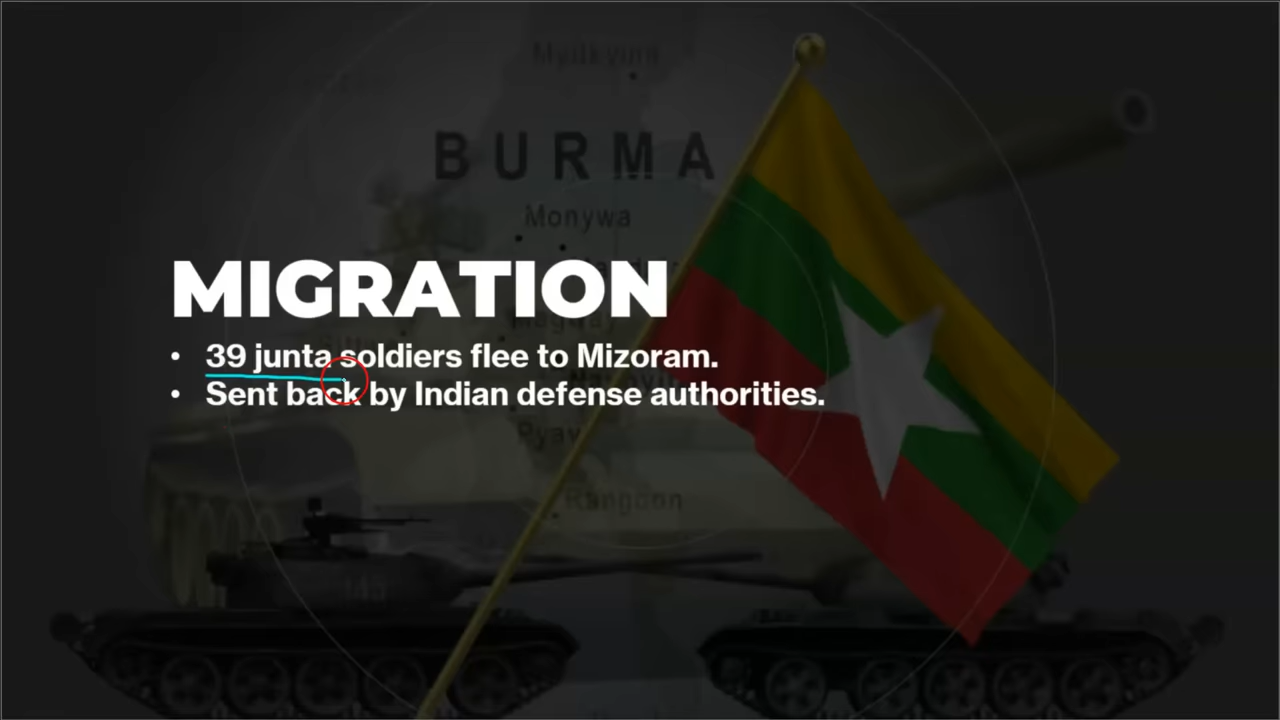 Myitkyina
BURMA
Monywa
MIGRATION
• 39 junta soldiers flee to Mizoram.
• Sent back by Indian defense authorities.
Rangoon